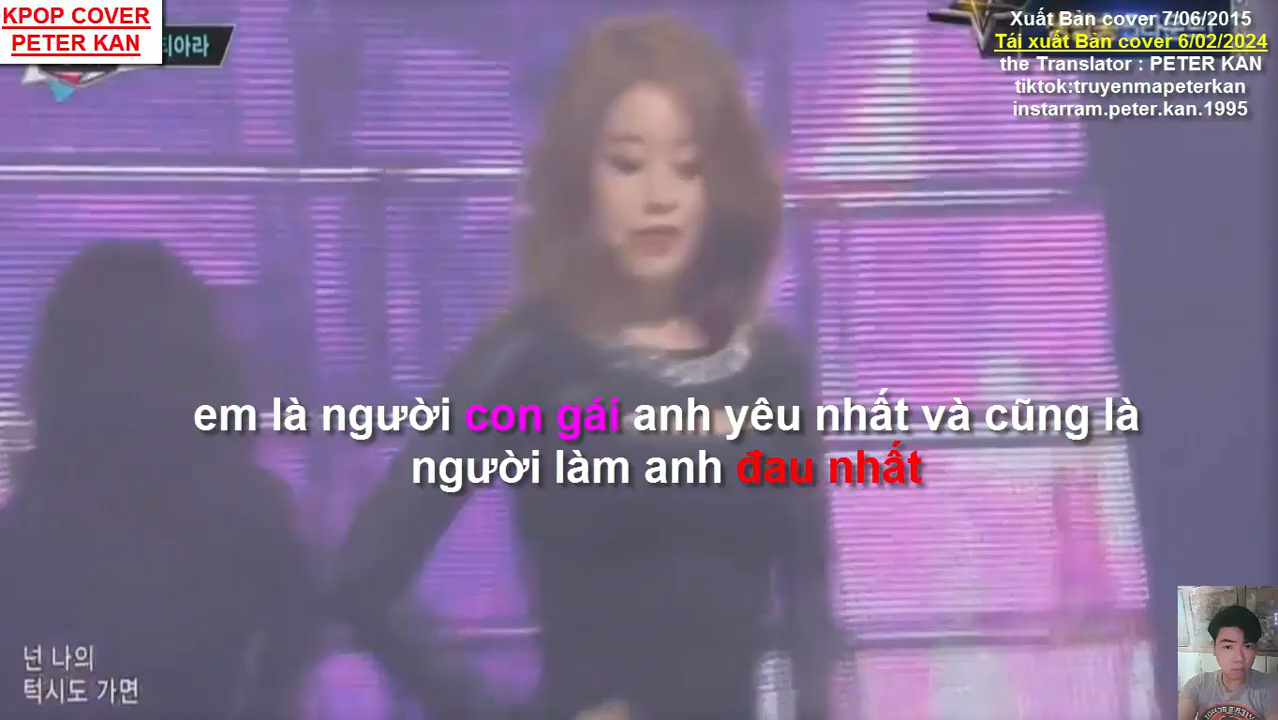 KPOP COVER
PETER KAN
티아라
Xuất Bản cover 7/06/2015
Tái xuất Bản cover 6/02/2024
the Translator : PETER KAN
tiktok:truyenmapeterkan
instarram.peter.kan.1995
em là người con gái anh yêu nhất và cũng là
người làm anh đau nhất
넌 나의
턱시도 가면